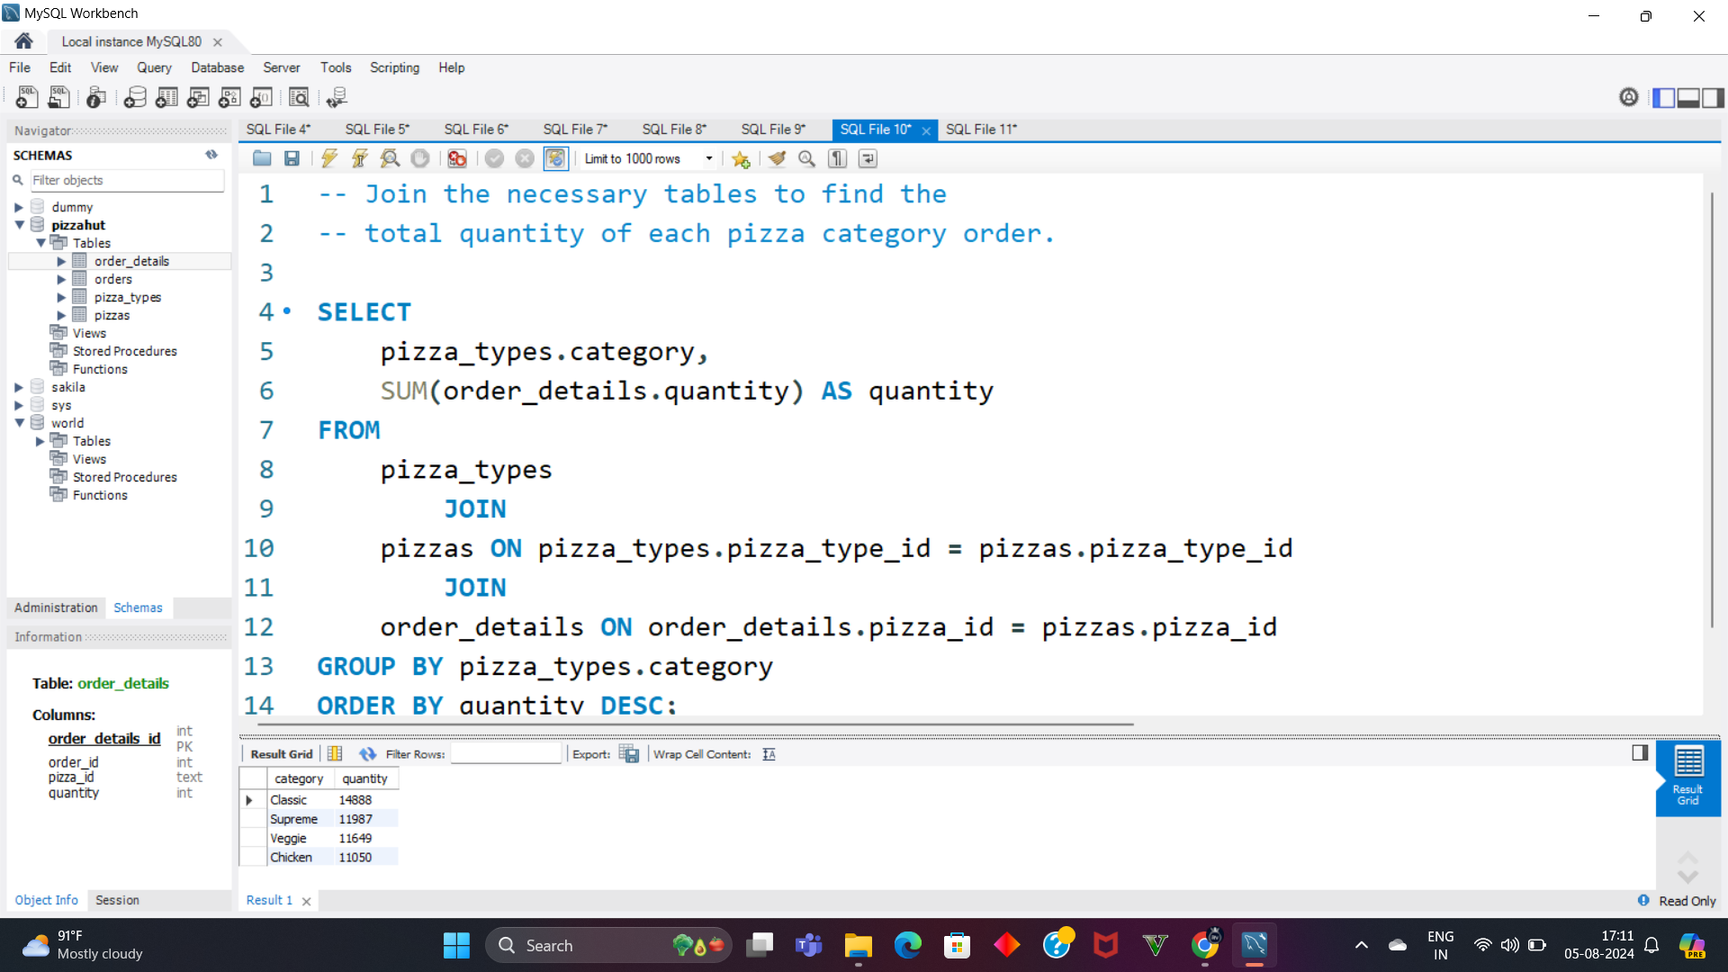 MySQL Workbench
Local instance MySQL80
File Edit View Query Database Server Tools Scripting Help
Navigator
SCHEMAS
Filter objects
dummy
pizzahut
Tables
order_details
orders
pizza_types
pizzas
Views
Stored Procedures
Functions
sakila
sys
world
Tables
Views
Stored Procedures
Functions
Administration Schemas
Information
Table: order_details
Columns:
order_details_id int PK
order_id int
pizza_id text
quantity int
Object Info Session
SQL File 4* SQL File 5* SQL File 6* SQL File 7* SQL File 8* SQL File 9* SQL File 10* SQL File 11*
Limit to 1000 rows
1 -- Join the necessary tables to find the
2 -- total quantity of each pizza category order.
3
4 SELECT
5 pizza_types.category,
6 SUM(order_details.quantity) AS quantity
7 FROM
8 pizza_types
9 JOIN
10 pizzas ON pizza_types.pizza_type_id = pizzas.pizza_type_id
11 JOIN
12 order_details ON order_details.pizza_id = pizzas.pizza_id
13 GROUP BY pizza_types.category
14 ORDER BY quantity DESC;
Result Grid Filter Rows: Export: Wrap Cell Content:
category quantity
Classic 14888
Supreme 11987
Veggie 11649
Chicken 11050
Result Grid
Result 1
Read Only
91°F
Mostly cloudy
Search
ENG
IN
17:11
05-08-2024
PRE